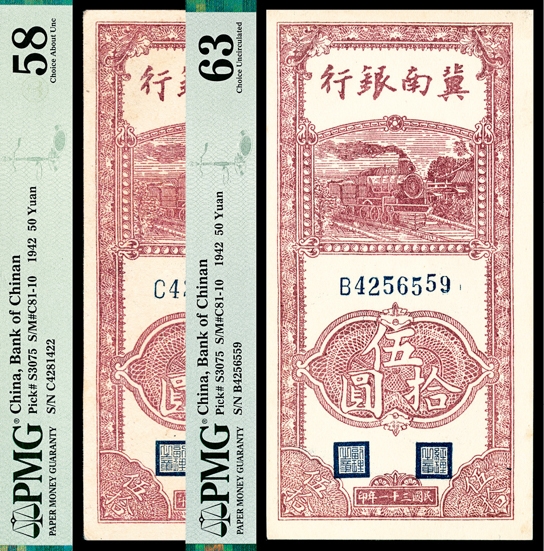 58
Choice About Unc
China, Bank of Chinan
Pick# S3075 S/M#C81-10 1942 50 Yuan
S/N C4281422
PMG®
PAPER MONEY GUARANTY
行
C42
圓
63
Choice Uncirculated
China, Bank of Chinan
Pick# S3075 S/M#C81-10 1942 50 Yuan
S/N B4256559
PMG®
PAPER MONEY GUARANTY
行銀南冀
B4256559
伍拾圓
印年一十三國民